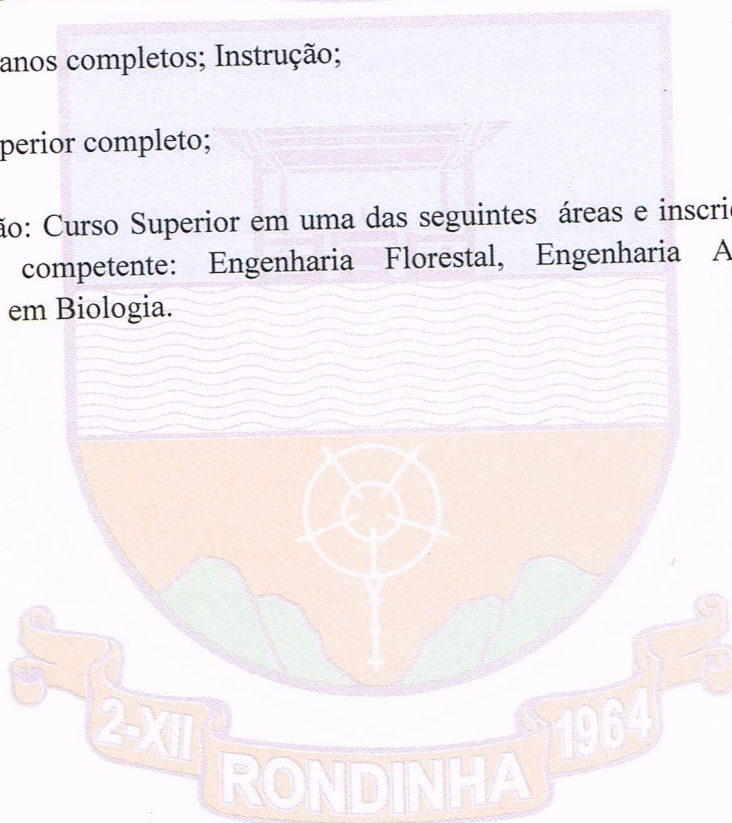 anos completos; Instrução;
perior completo;
ão: Curso Superior em uma das seguintes áreas e inscri
competente: Engenharia Florestal, Engenharia A
em Biologia.
2-XII 1964
RONDINHA